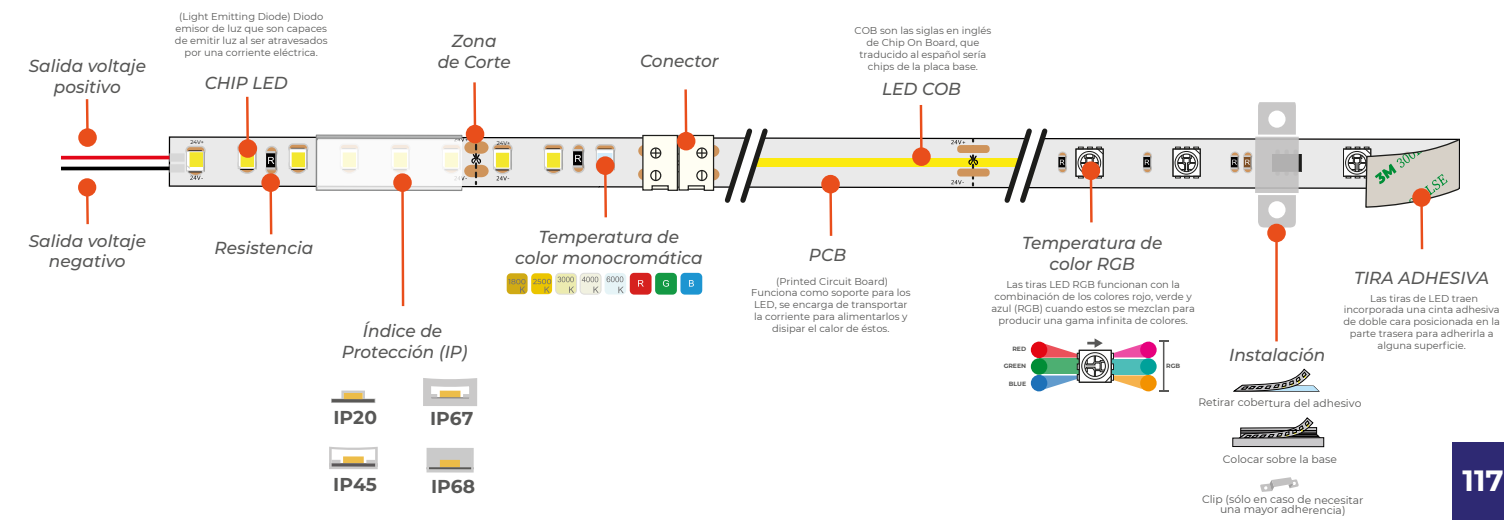 Salida voltaje
positivo
Salida voltaje
negativo
(Light Emitting Diode) Diodo
emisor de luz que son capaces
de emitir luz al ser atravesados
por una corriente eléctrica.
CHIP LED
Resistencia
Zona
de Corte
Conector
COB son las siglas en inglés
de Chip On Board, que
traducido al español sería
chips de la placa base.
LED COB
24V+
24V-
R
24V+
24V-
24V+
24V-
R
24V+
24V-
R
R
R
R
3M 300
LSE
Índice de
Protección (IP)
IP20
IP67
IP45
IP68
Temperatura de
color monocromática
1800
K
2500
K
3000
K
4000
K
6000
K
R
G
B
PCB
(Printed Circuit Board)
Funciona como soporte para los
LED, se encarga de transportar
la corriente para alimentarlos y
disipar el calor de éstos.
Temperatura de
color RGB
Las tiras LED RGB funcionan con la
combinación de los colores rojo, verde y
azul (RGB) cuando estos se mezclan para
producir una gama infinita de colores.
RED
GREEN
BLUE
RGB
Instalación
Retirar cobertura del adhesivo
Colocar sobre la base
Clip (sólo en caso de necesitar
una mayor adherencia)
TIRA ADHESIVA
Las tiras de LED traen
incorporada una cinta adhesiva
de doble cara posicionada en la
parte trasera para adherirla a
alguna superficie.
117